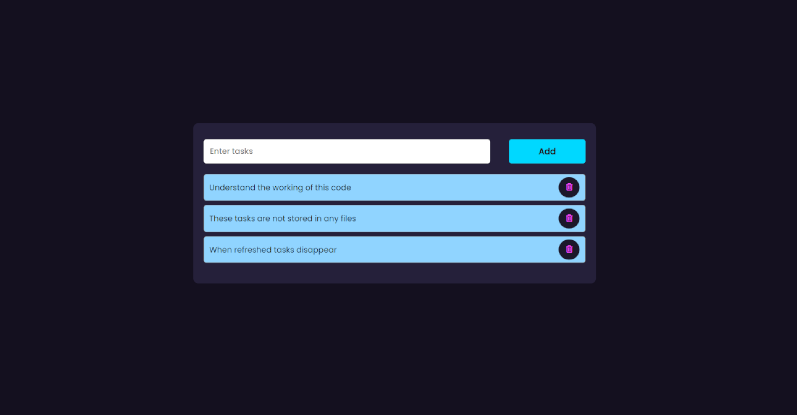 Enter tasks
Add
Understand the working of this code
These tasks are not stored in any files
When refreshed tasks disappear